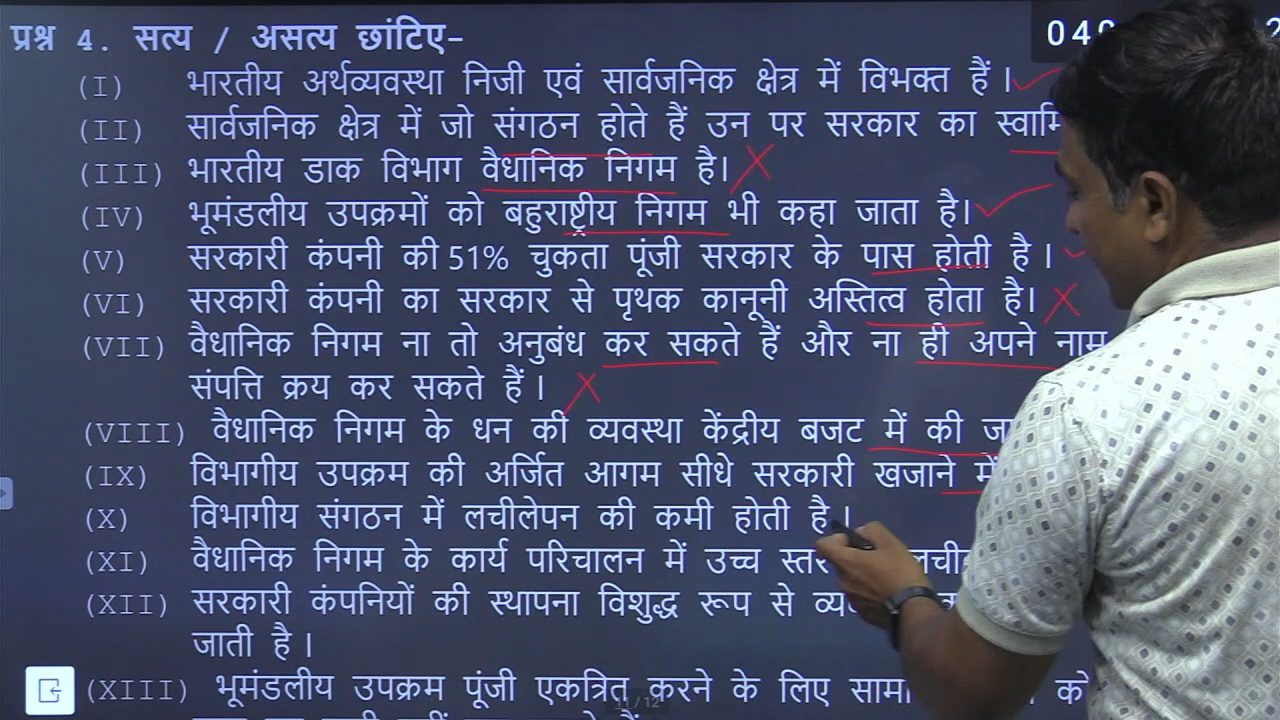 प्रश्न 4. सत्य / असत्य छांटिए-
040
(I) भारतीय अर्थव्यवस्था निजी एवं सार्वजनिक क्षेत्र में विभक्त हैं ।
(II) सार्वजनिक क्षेत्र में जो संगठन होते हैं उन पर सरकार का
(III) भारतीय डाक विभाग वैधानिक निगम है।
(IV) भूमंडलीय उपक्रमों को बहुराष्ट्रीय निगम भी कहा जाता है।
(V) सरकारी कंपनी की 51% चुकता पूंजी सरकार के पास होती है ।
(VI) सरकारी कंपनी का सरकार से पृथक कानूनी अस्तित्व होता है।
(VII) वैधानिक निगम ना तो अनुबंध कर सकते हैं और ना ही अपने नाम
संपत्ति क्रय कर सकते हैं ।
(VIII) वैधानिक निगम के धन की व्यवस्था केंद्रीय बजट में की
(IX) विभागीय उपक्रम की अर्जित आगम सीधे सरकारी खजाने में
(X) विभागीय संगठन में लचीलेपन की कमी होती है ।
(XI) वैधानिक निगम के कार्य परिचालन में उच्च स्तर
(XII) सरकारी कंपनियों की स्थापना विशुद्ध रूप से
जाती है ।
(XIII) भूमंडलीय उपक्रम पूंजी एकत्रित करने के लिए को
11/12